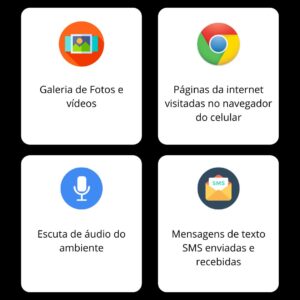 Galeria de Fotos e
vídeos
Páginas da internet
visitadas no navegador
do celular
Escuta de áudio do
ambiente
SMS
Mensagens de texto
SMS enviadas e
recebidas